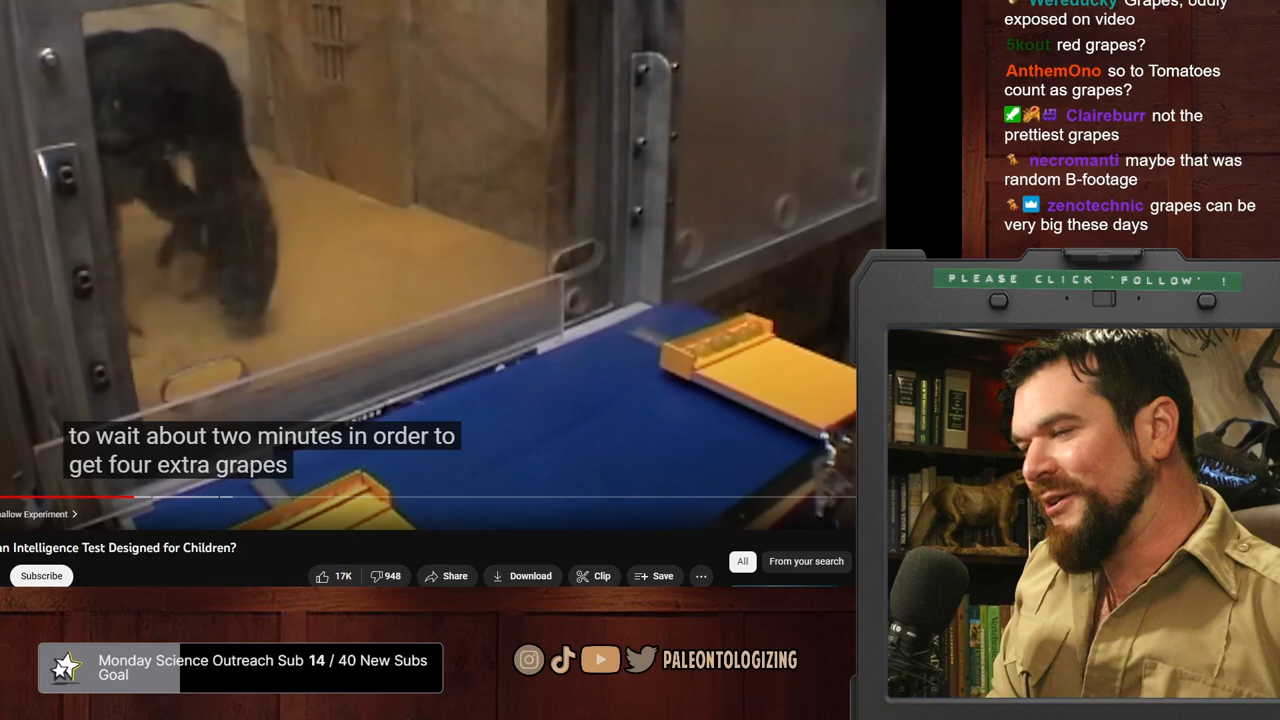 Wereducky Grapes, oddly
exposed on video
5kout red grapes?
AnthemOno so to Tomatoes
count as grapes?
Claireburr not the
prettiest grapes
necromanti maybe that was
random B-footage
zenotechnic grapes can be
very big these days
PLEASE CLICK 'FOLLOW' !
to wait about two minutes in order to
get four extra grapes
allow Experiment
an Intelligence Test Designed for Children?
Subscribe
17K
948
Share
Download
Clip
Save
All
From your search
Monday Science Outreach Sub 14 / 40 New Subs
Goal
PALEONTOLOGIZING